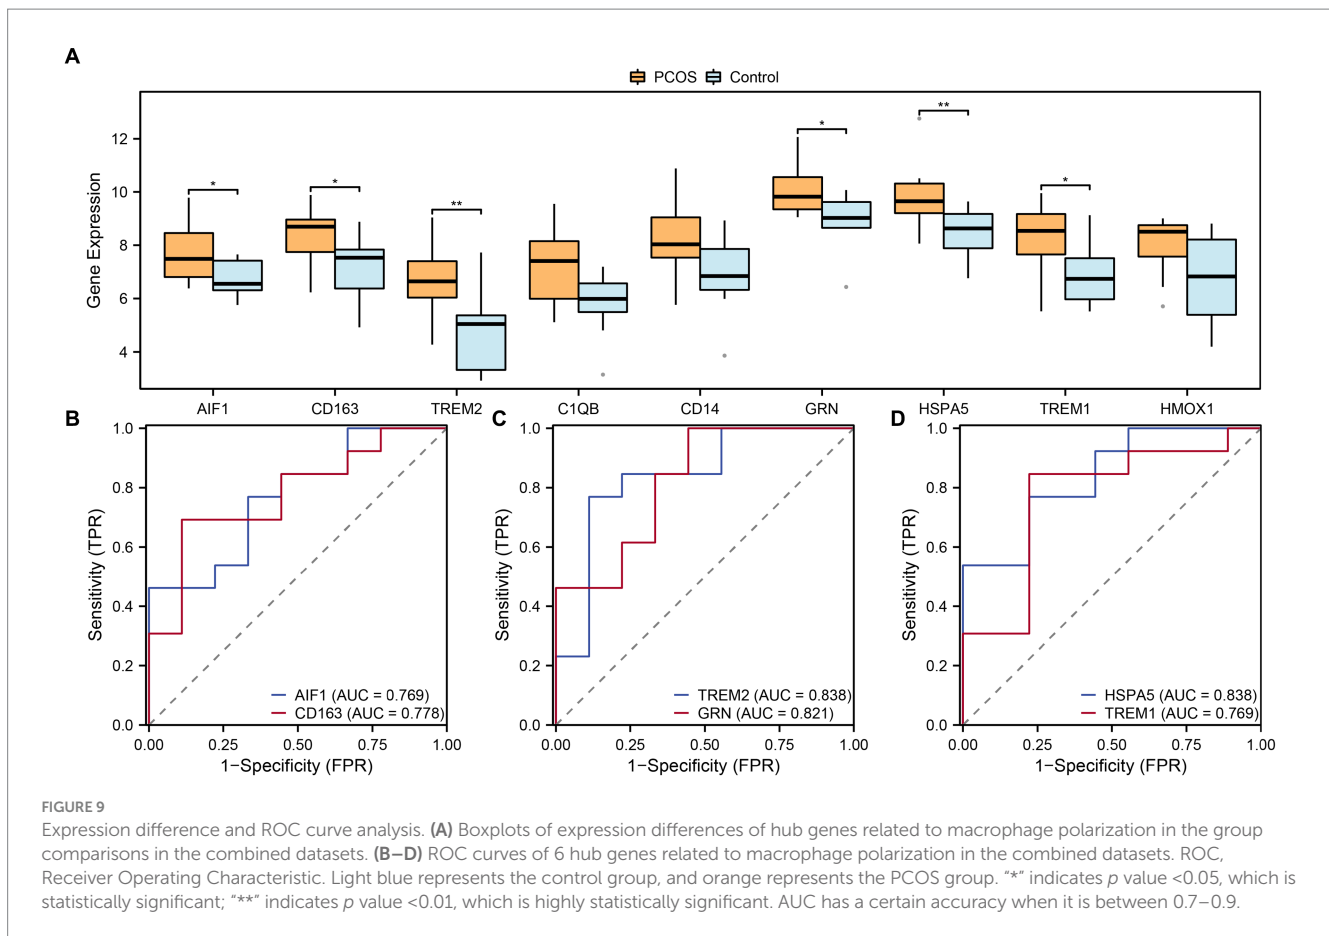 A
PCOS Control
Gene Expression
12
10
8
6
4
* * ** * ** *
AIF1 CD163 TREM2 C1QB CD14 GRN HSPA5 TREM1 HMOX1
B
Sensitivity (TPR)
1.0
0.8
0.6
0.4
0.2
0.0
AIF1 (AUC = 0.769)
CD163 (AUC = 0.778)
0.00 0.25 0.50 0.75 1.00
1−Specificity (FPR)
C
Sensitivity (TPR)
1.0
0.8
0.6
0.4
0.2
0.0
TREM2 (AUC = 0.838)
GRN (AUC = 0.821)
0.00 0.25 0.50 0.75 1.00
1−Specificity (FPR)
D
Sensitivity (TPR)
1.0
0.8
0.6
0.4
0.2
0.0
HSPA5 (AUC = 0.838)
TREM1 (AUC = 0.769)
0.00 0.25 0.50 0.75 1.00
1−Specificity (FPR)
FIGURE 9
Expression difference and ROC curve analysis. (A) Boxplots of expression differences of hub genes related to macrophage polarization in the group
comparisons in the combined datasets. (B–D) ROC curves of 6 hub genes related to macrophage polarization in the combined datasets. ROC,
Receiver Operating Characteristic. Light blue represents the control group, and orange represents the PCOS group. “*” indicates p value <0.05, which is
statistically significant; “**” indicates p value <0.01, which is highly statistically significant. AUC has a certain accuracy when it is between 0.7–0.9.